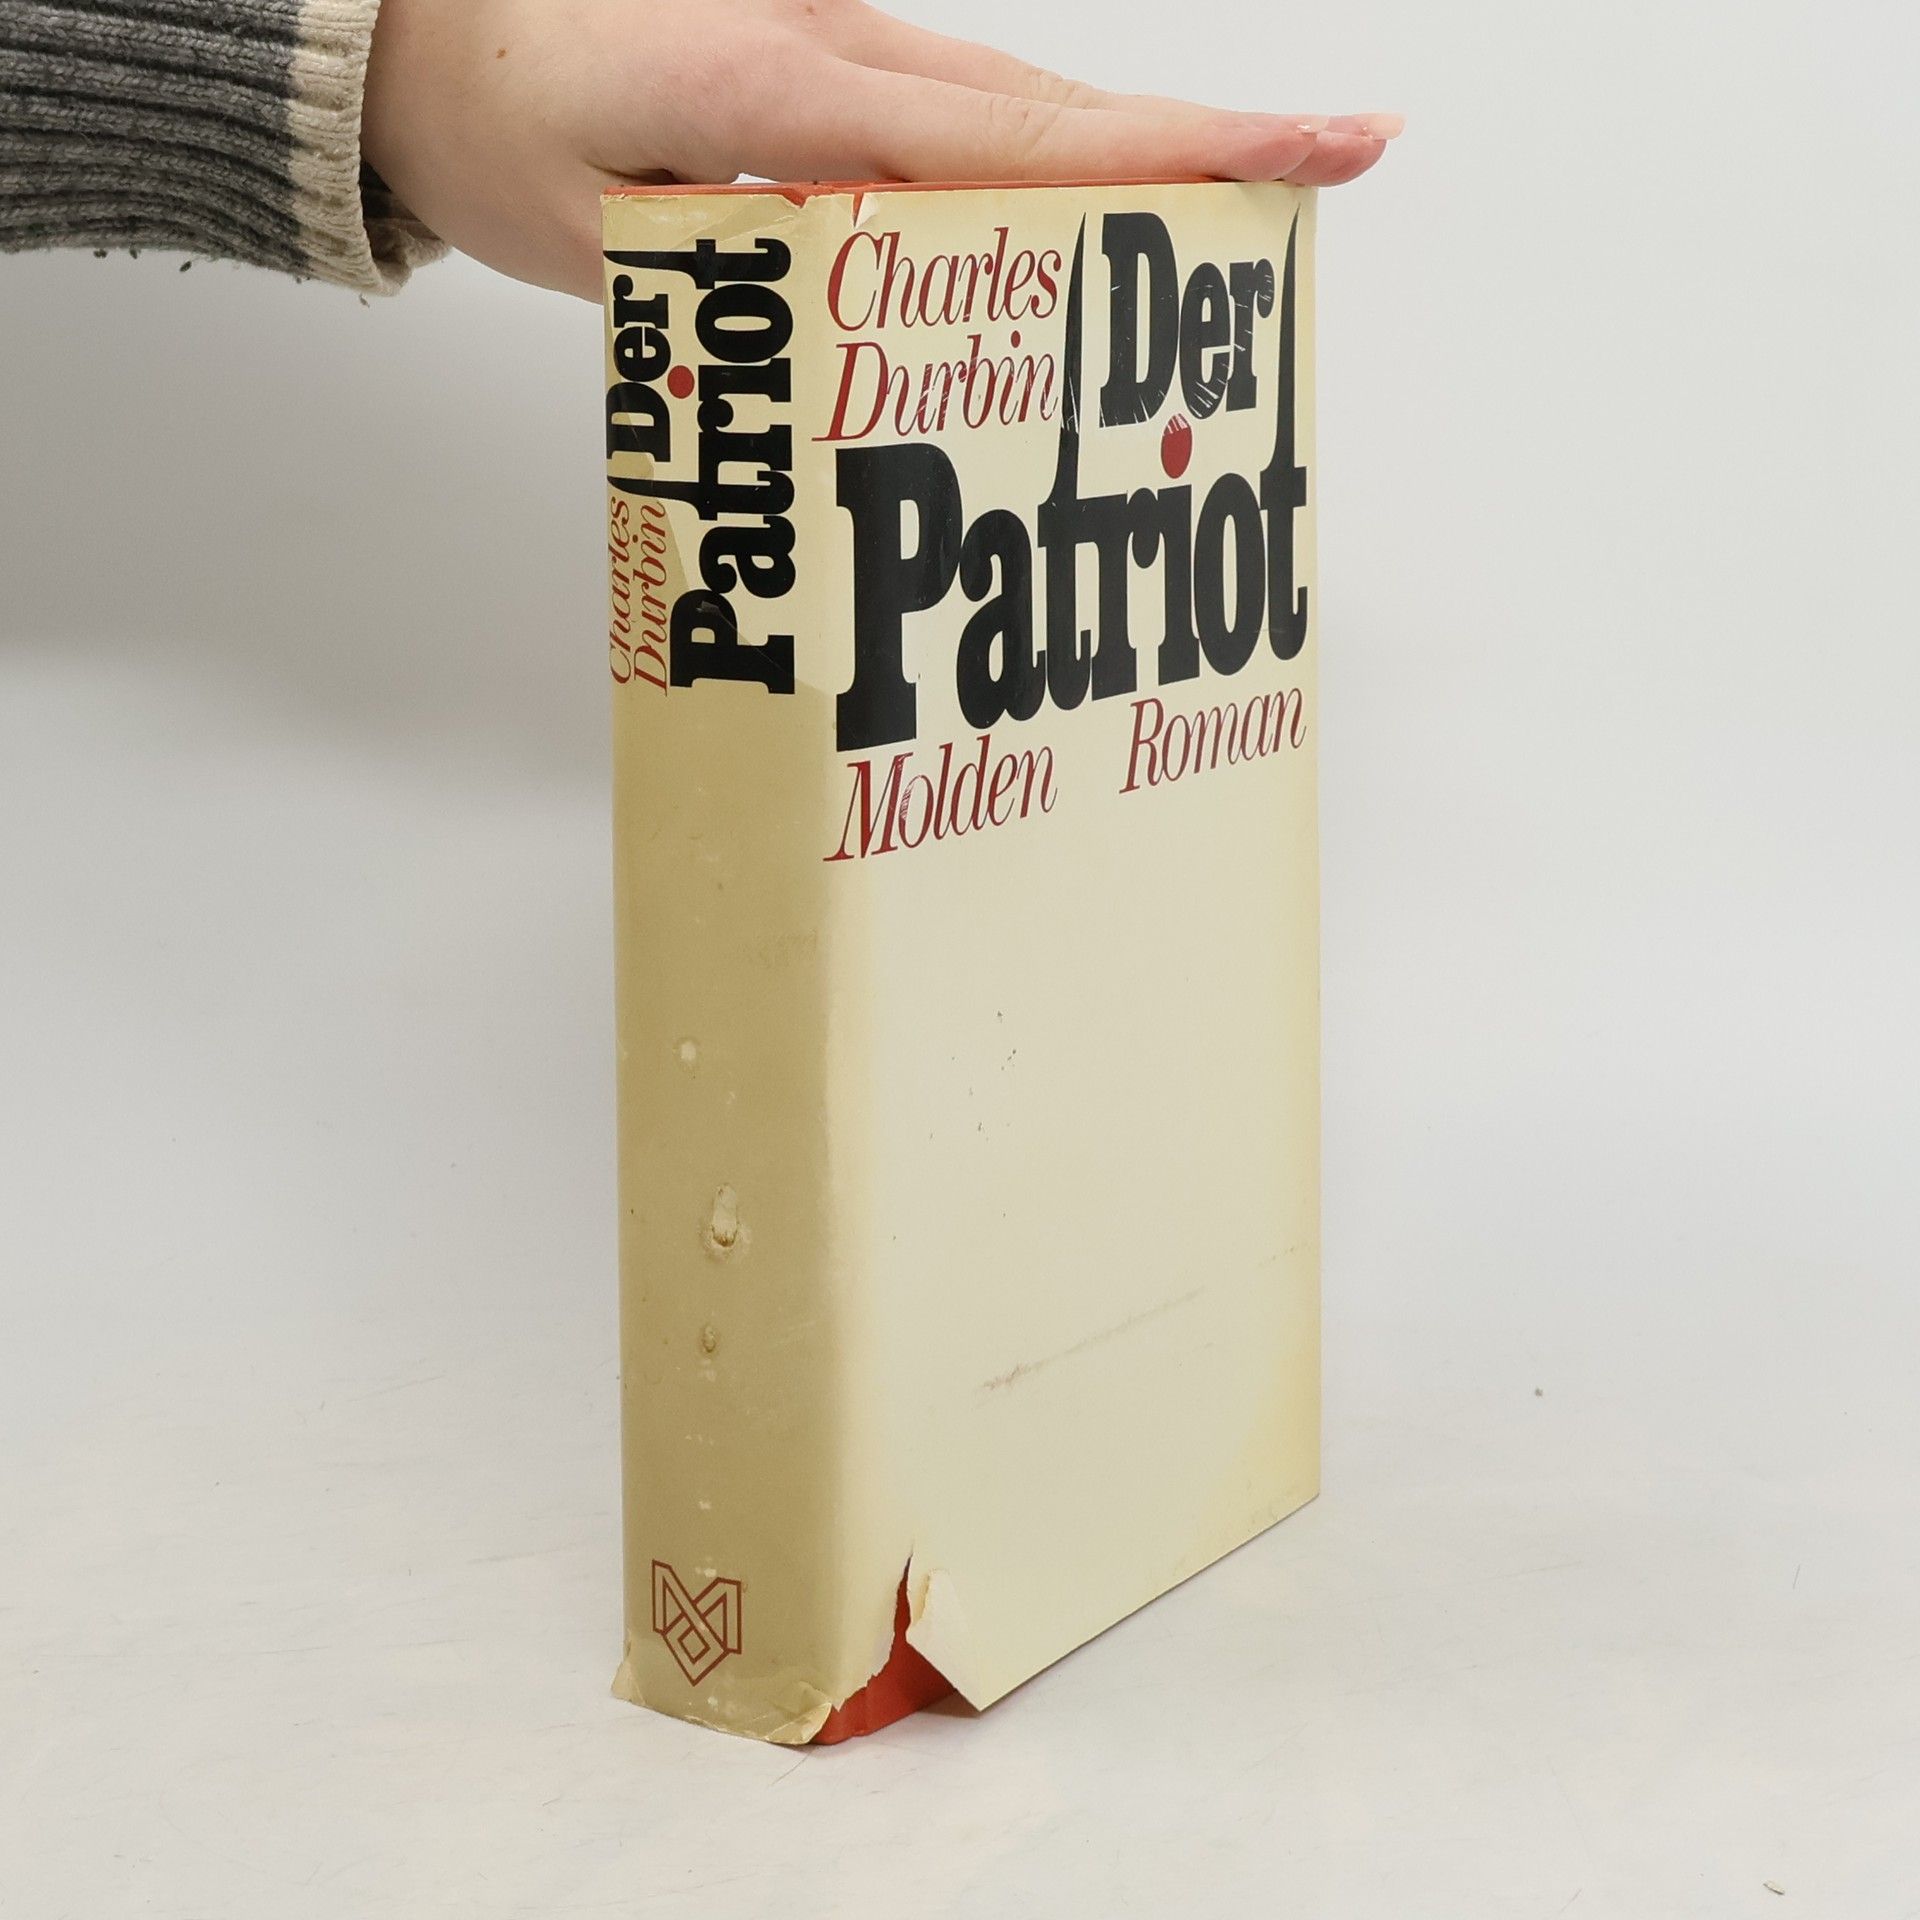 Der
Patriot
Charles
Durbin
Charles
Durbin
Der
Patriot
Molden Roman